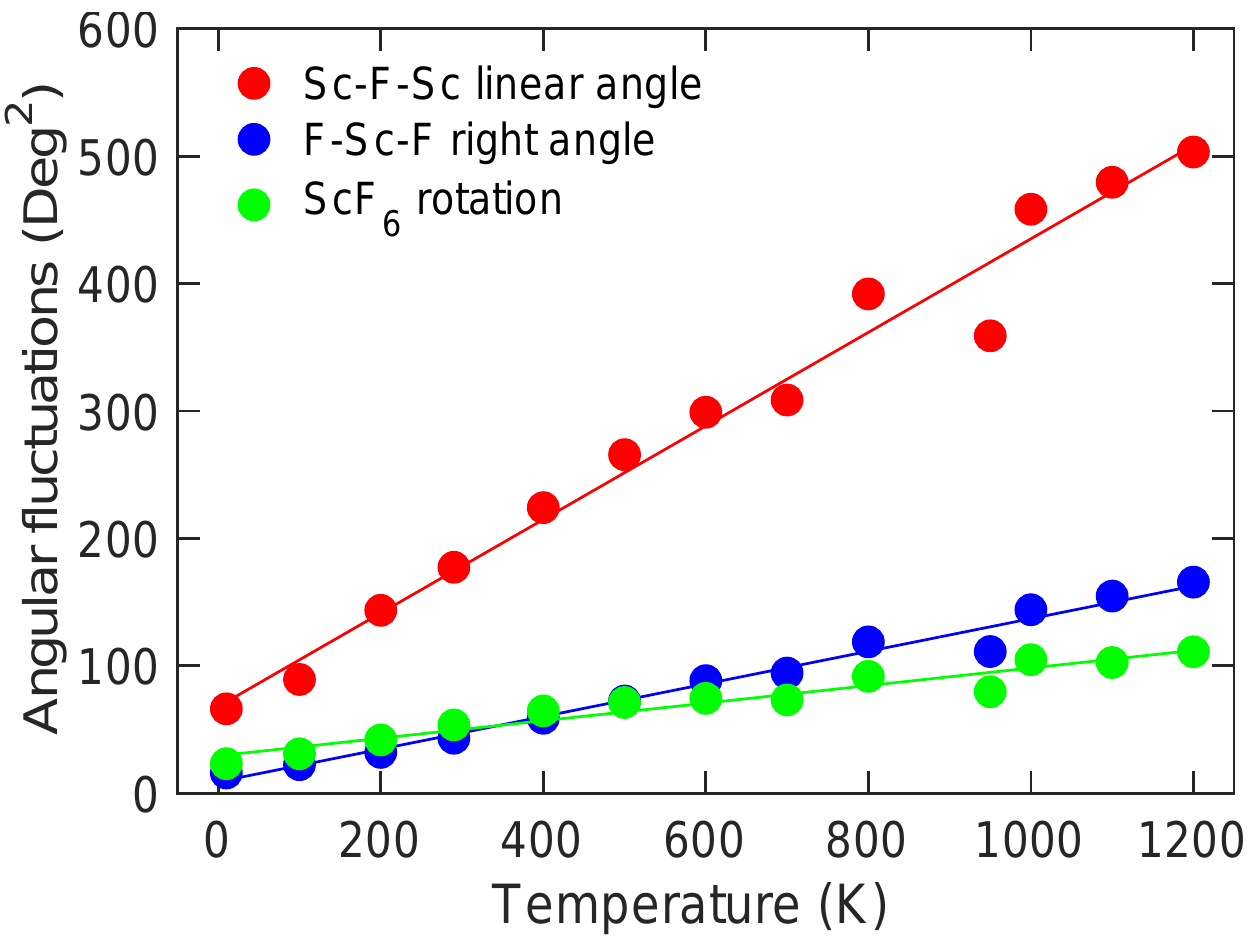 Sc-F-Sc linear angle
F-Sc-F right angle
ScF6 rotation
Angular fluctuations (Deg2)
600
500
400
300
200
100
0
0 200 400 600 800 1000 1200
Temperature (K)